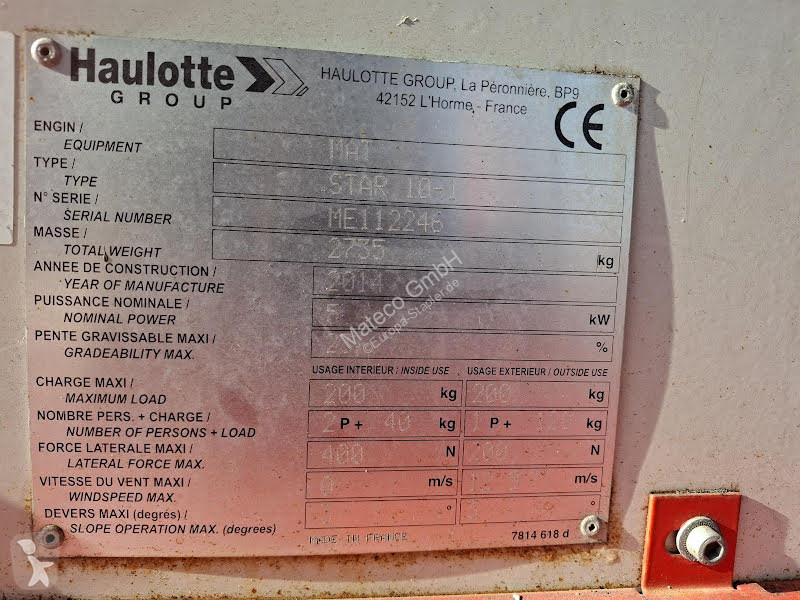 Haulotte
GROUP
HAULOTTE GROUP, La Péronnière, BP9
42152 L'Horme - France
CE
ENGIN /
EQUIPMENT
TYPE /
TYPE STAR 10-1
N° SERIE /
SERIAL NUMBER ME112246
MASSE /
TOTAL WEIGHT 2735 kg
ANNEE DE CONSTRUCTION /
YEAR OF MANUFACTURE 2014
PUISSANCE NOMINALE /
NOMINAL POWER kW
PENTE GRAVISSABLE MAXI /
GRADEABILITY MAX. %
USAGE INTERIEUR / INSIDE USE USAGE EXTERIEUR / OUTSIDE USE
CHARGE MAXI /
MAXIMUM LOAD 200 kg 200 kg
NOMBRE PERS. + CHARGE /
NUMBER OF PERSONS + LOAD 2 P + 40 kg 1 P + 120 kg
FORCE LATERALE MAXI /
LATERAL FORCE MAX. 400 N N
VITESSE DU VENT MAXI /
WINDSPEED MAX. 0 m/s m/s
DEVERS MAXI (degrés) /
SLOPE OPERATION MAX. (degrees) ° °
MADE IN FRANCE
7814 618 d
Mateco GmbH
©Europa-Stapler.de